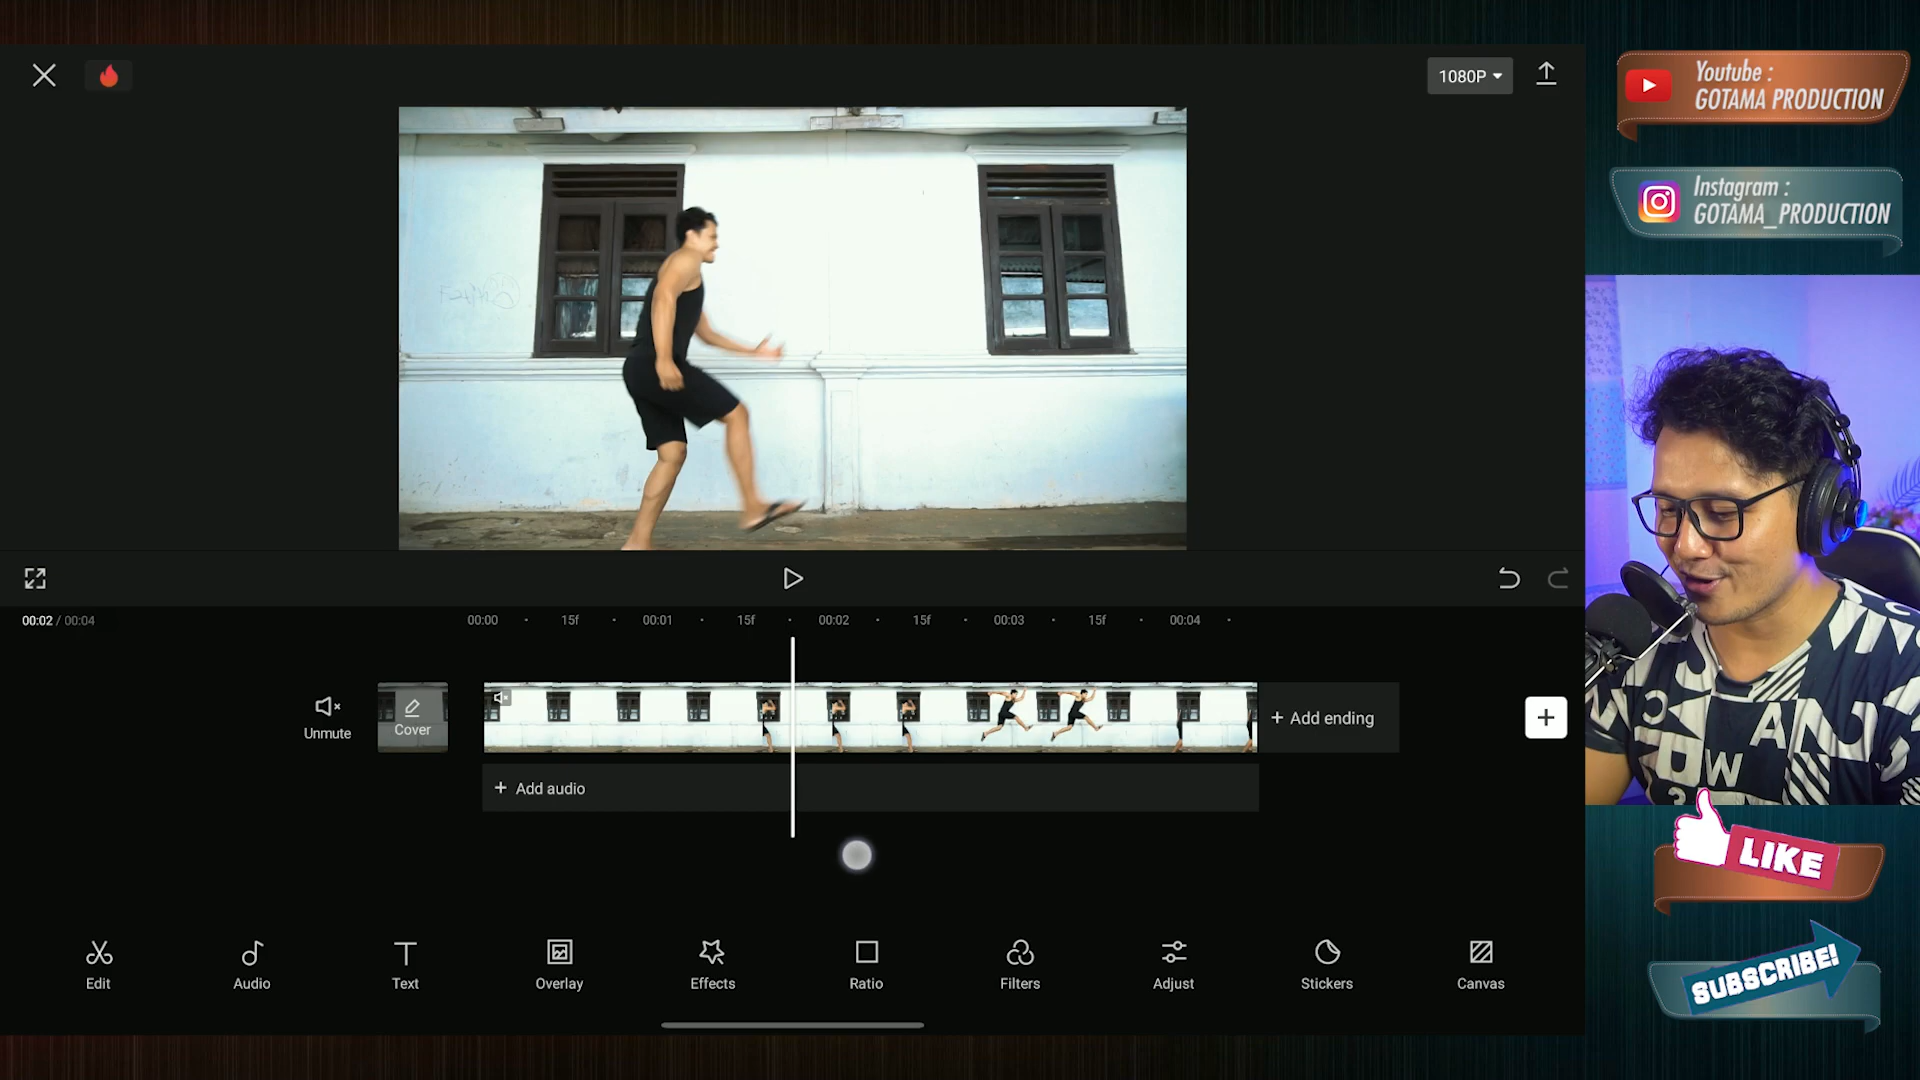 1080P
Youtube :
GOTAMA PRODUCTION
Instagram :
GOTAMA_PRODUCTION
00:02 / 00:04
00:00 15f 00:01 15f 00:02 15f 00:03 15f 00:04
Unmute
Cover
+ Add ending
+ Add audio
Edit Audio Text Overlay Effects Ratio Filters Adjust Stickers Canvas
LIKE
SUBSCRIBE!